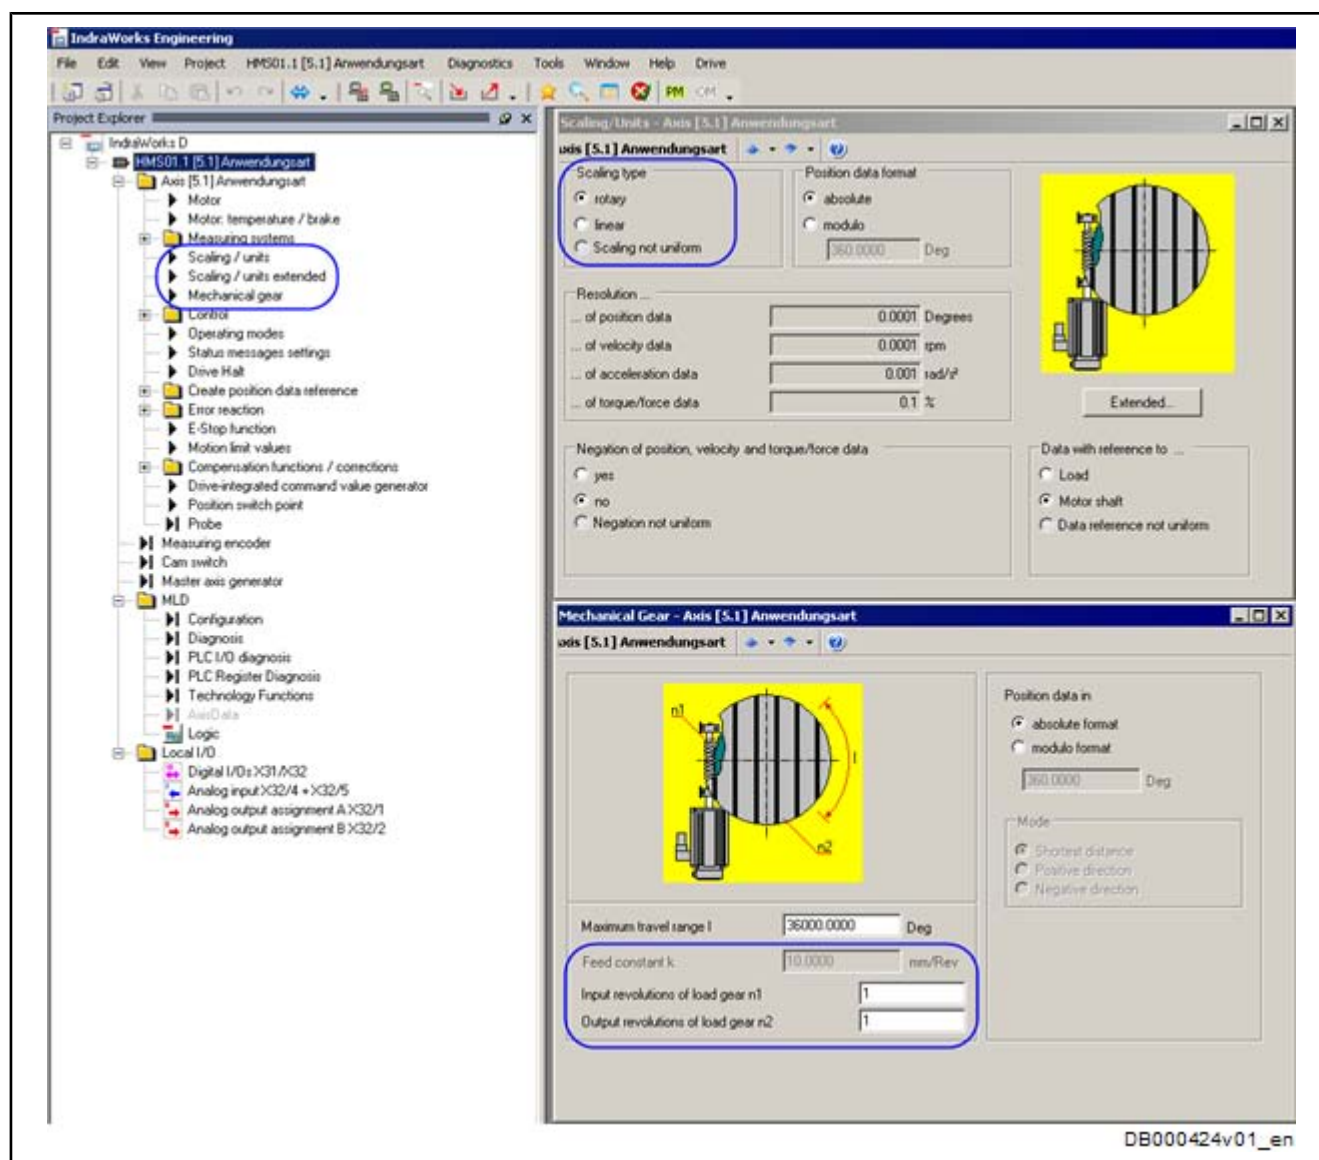 IndraWorks Engineering
File Edit View Project HMS01.1 [5.1] Anwendungsart Diagnostics Tools Window Help Drive
PM CM
Project Explorer
IndraWorks D
HMS01.1 [5.1] Anwendungsart
Axis [5.1] Anwendungsart
Motor
Motor: temperature / brake
Measuring systems
Scaling / units
Scaling / units extended
Mechanical gear
Control
Operating modes
Status messages settings
Drive Halt
Create position data reference
Error reaction
E-Stop function
Motion limit values
Compensation functions / corrections
Drive-integrated command value generator
Position switch point
Probe
Measuring encoder
Cam switch
Master axis generator
MLD
Configuration
Diagnosis
PLC I/O diagnosis
PLC Register Diagnosis
Technology Functions
AxisData
Logic
Local I/O
Digital I/Os X31/X32
Analog input X32/4 + X32/5
Analog output assignment A X32/1
Analog output assignment B X32/2
Scaling/Units - Axis [5.1] Anwendungsart
axis [5.1] Anwendungsart
Scaling type
rotary
linear
Scaling not uniform
Position data format
absolute
modulo
360.0000 Deg
Resolution ...
... of position data 0.0001 Degrees
... of velocity data 0.0001 rpm
... of acceleration data 0.001 rad/s²
... of torque/force data 0.1 %
Extended...
Negation of position, velocity and torque/force data
yes
no
Negation not uniform
Data with reference to ...
Load
Motor shaft
Data reference not uniform
Mechanical Gear - Axis [5.1] Anwendungsart
axis [5.1] Anwendungsart
n1
l
n2
Maximum travel range l 36000.0000 Deg
Feed constant k 10.0000 mm/Rev
Input revolutions of load gear n1 1
Output revolutions of load gear n2 1
Position data in
absolute format
modulo format
360.0000 Deg
Mode
Shortest distance
Positive direction
Negative direction
DB000424v01_en